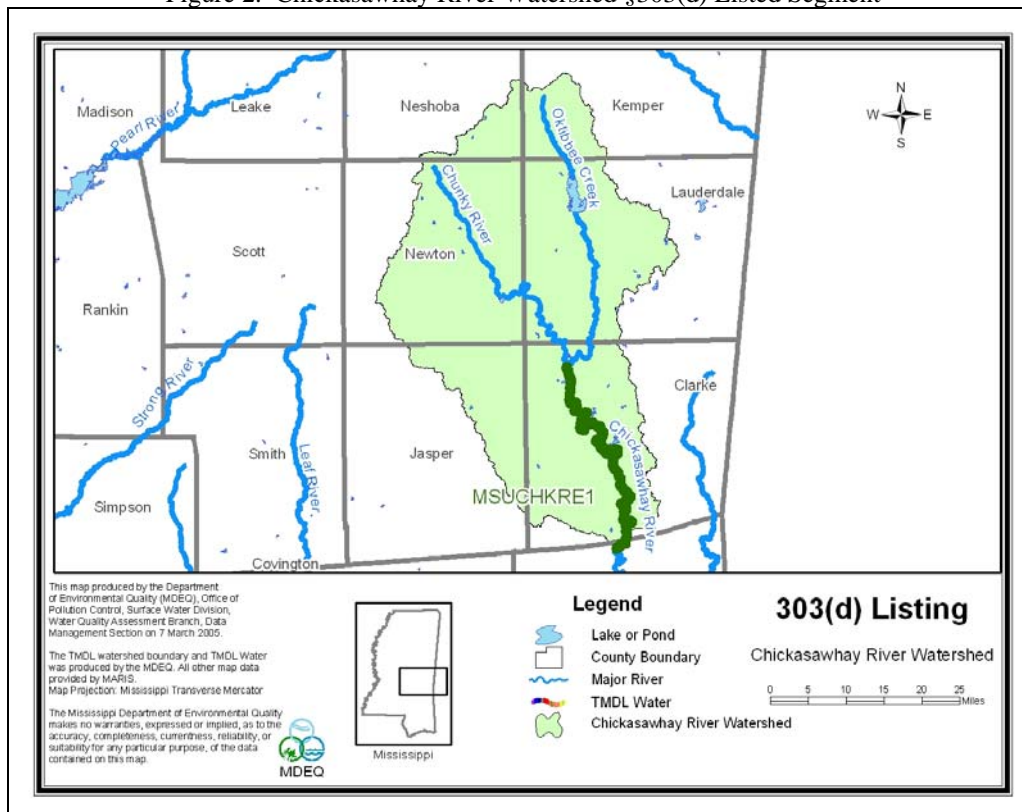 Figure 2. Chickasawhay River Watershed §303(d) Listed Segment
Madison
Leake
Neshoba
Kemper
N
W E
S
Pearl River
Oktibbee Creek
Chunky River
Lauderdale
Newton
Scott
Rankin
Strong River
Clarke
Smith
Leaf River
Jasper
Chickasawhay River
MSUCHKRE1
Simpson
Covington
This map produced by the Department
of Environmental Quality (MDEQ), Office of
Pollution Control, Surface Water Division,
Water Quality Assessment Branch, Data
Management Section on 7 March 2005.
The TMDL watershed boundary and TMDL Water
was produced by the MDEQ. All other map data
provided by MARIS.
Map Projection: Mississippi Transverse Mercator
The Mississippi Department of Environmental Quality
makes no warranties, expressed or implied, as to the
accuracy, completeness, currentness, reliability, or
suitability for any particular purpose, of the data
contained on this map.
MDEQ
Mississippi
Legend
Lake or Pond
County Boundary
Major River
TMDL Water
Chickasawhay River Watershed
303(d) Listing
Chickasawhay River Watershed
0 5 10 15 20 25
Miles